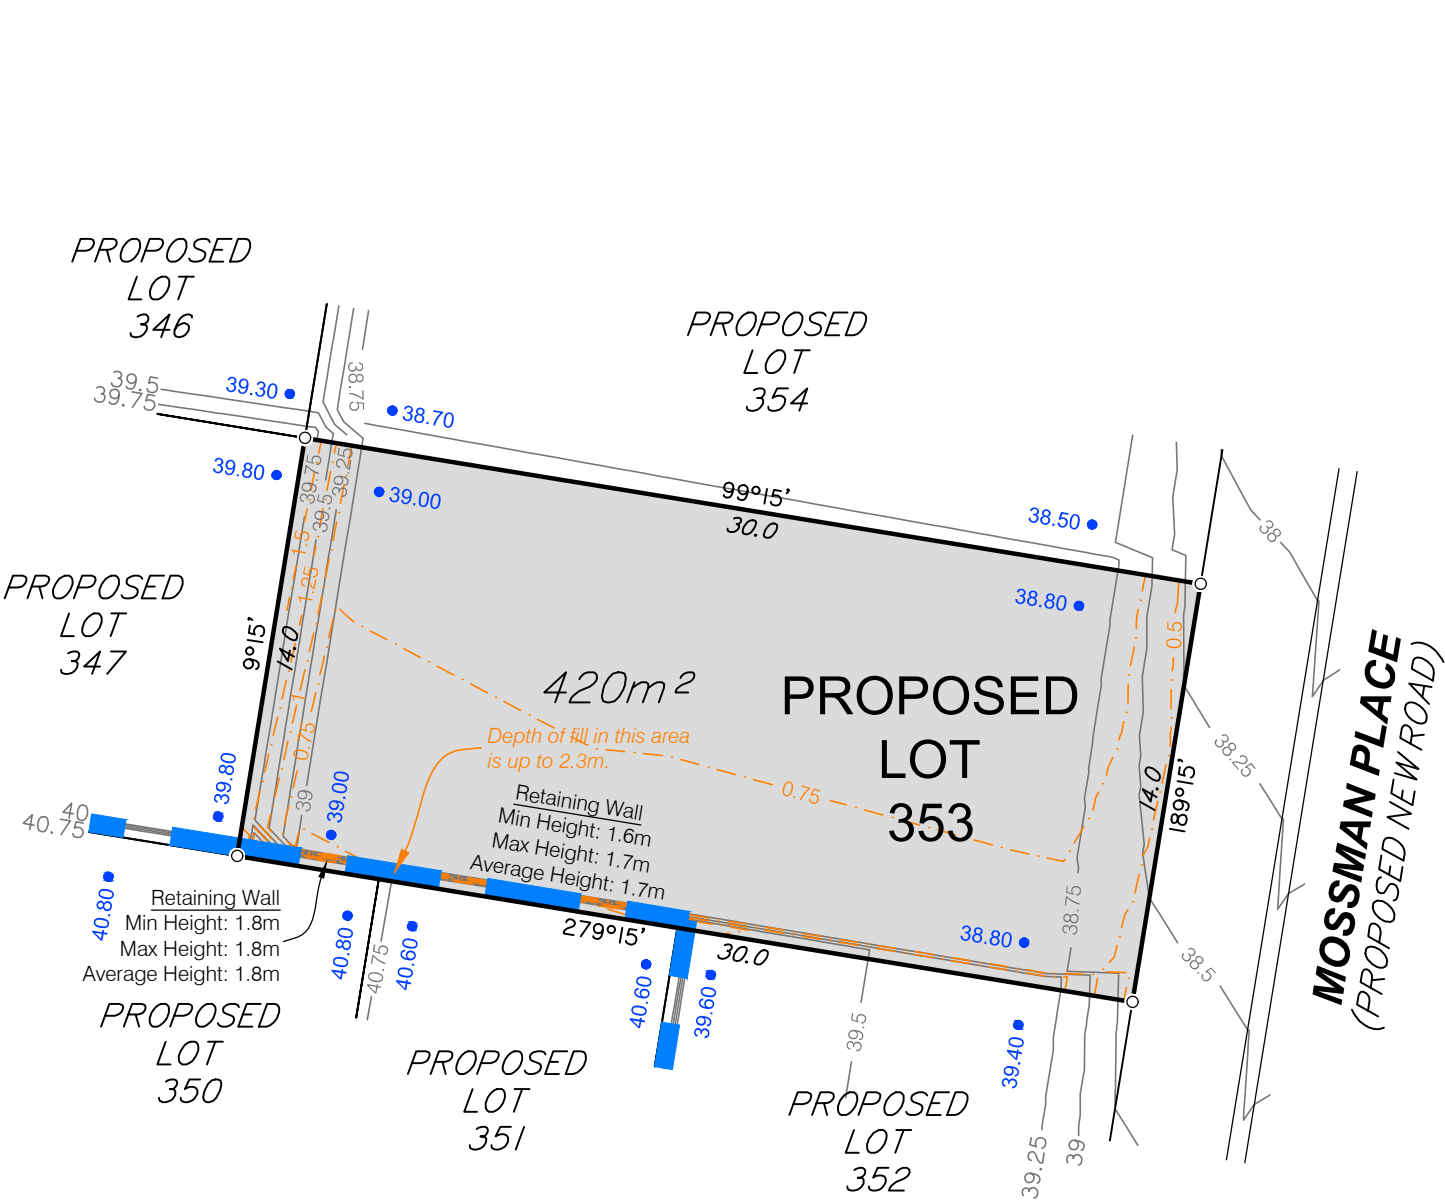 PROPOSED
LOT
346
PROPOSED
LOT
354
39.5
39.75
39.30
38.75
38.70
39.80
39.75
39.5
39.25
39.00
99°15'
30.0
38.50
38
38.80
0.5
1.5
1.25
PROPOSED
LOT
347
9°15'
14.0
1
0.75
420m²
PROPOSED
LOT
353
Depth of fill in this area
is up to 2.3m.
0.75
38.25
14.0
189°15'
MOSSMAN PLACE
(PROPOSED NEW ROAD)
39.80
39
39.00
Retaining Wall
Min Height: 1.6m
Max Height: 1.7m
Average Height: 1.7m
40
40.75
40.80
Retaining Wall
Min Height: 1.8m
Max Height: 1.8m
Average Height: 1.8m
40.80
40.75
40.60
279°15'
30.0
38.80
38.75
38.5
40.60
39.60
39.5
39.40
PROPOSED
LOT
350
PROPOSED
LOT
351
PROPOSED
LOT
352
39.25
39